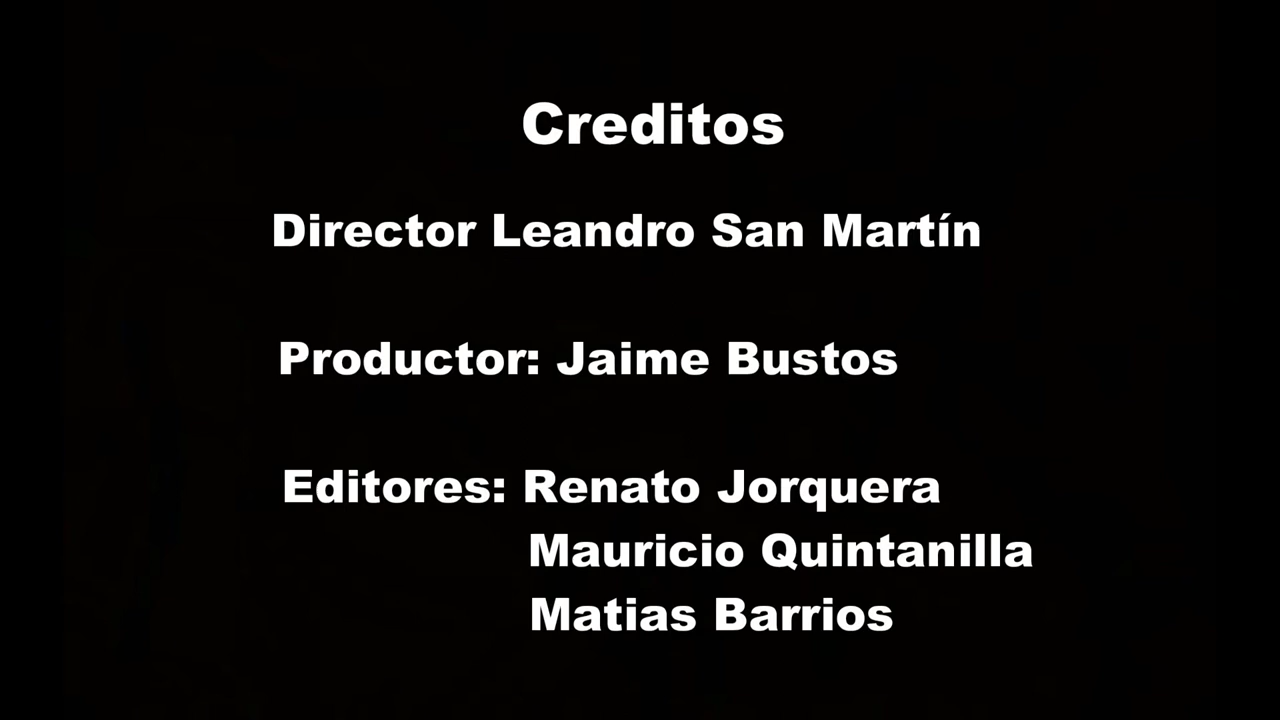 Creditos
Director Leandro San Martín
Productor: Jaime Bustos
Editores: Renato Jorquera
Mauricio Quintanilla
Matias Barrios